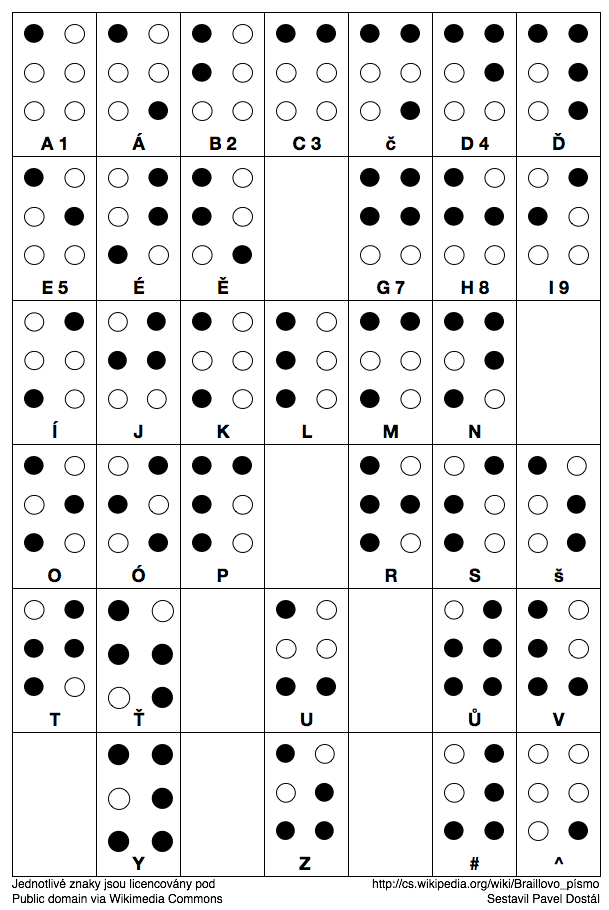 A 1 Á B 2 C 3 č D 4 Ď
E 5 É Ě G 7 H 8 I 9
Í J K L M N
O Ó P R S š
T Ť U Ů V
Y Z # ^
Jednotlivé znaky jsou licencovány pod
Public domain via Wikimedia Commons
http://cs.wikipedia.org/wiki/Braillovo_písmo
Sestavil Pavel Dostál